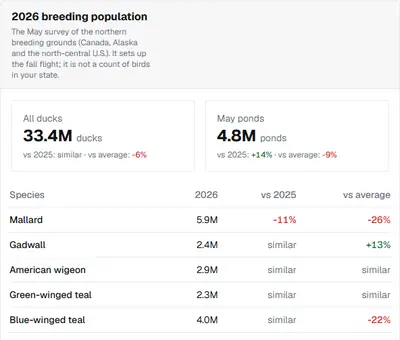 2026 breeding population
The May survey of the northern
breeding grounds (Canada, Alaska
and the north-central U.S.). It sets up
the fall flight; it is not a count of birds
in your state.
All ducks
33.4M ducks
vs 2025: similar · vs average: -6%
May ponds
4.8M ponds
vs 2025: +14% · vs average: -9%
Species 2026 vs 2025 vs average
Mallard 5.9M -11% -26%
Gadwall 2.4M similar +13%
American wigeon 2.9M similar similar
Green-winged teal 2.3M similar similar
Blue-winged teal 4.0M similar -22%